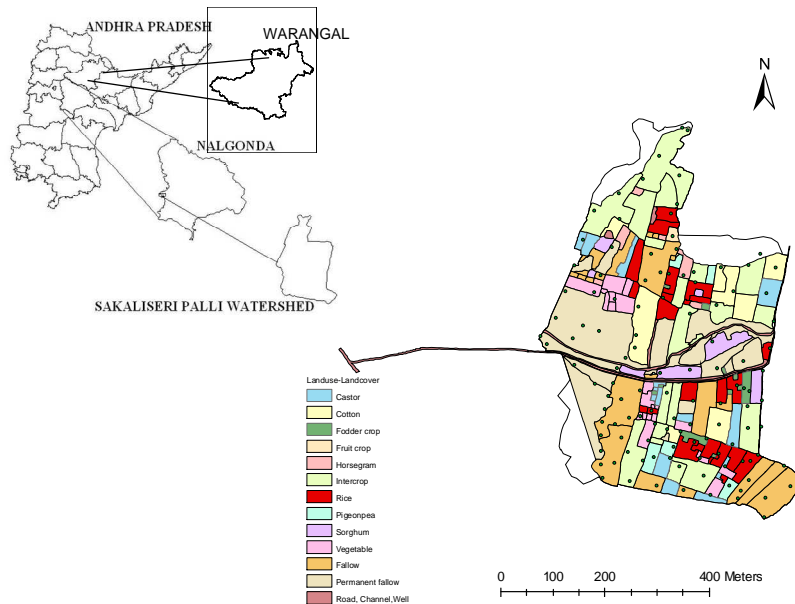 ANDHRA PRADESH
WARANGAL
N
NALGONDA
SAKALISERI PALLI WATERSHED
Landuse-Landcover
Castor
Cotton
Fodder crop
Fruit crop
Horsegram
Intercrop
Rice
Pigeonpea
Sorghum
Vegetable
Fallow
Permanent fallow
Road, Channel,Well
0 100 200 400 Meters